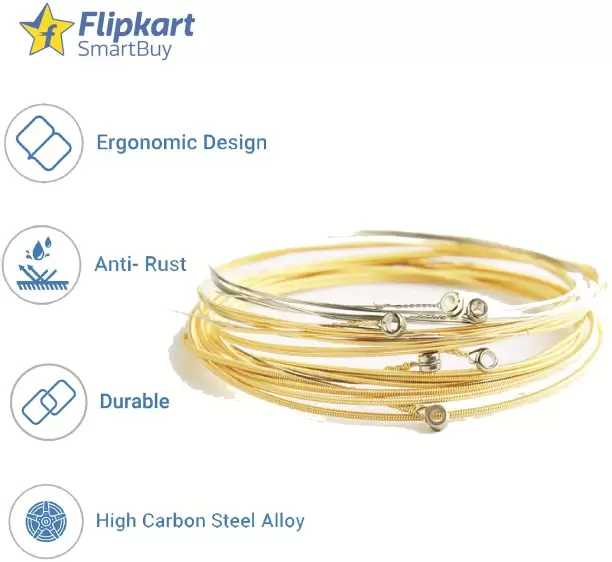 Flipkart
SmartBuy
Ergonomic Design
Anti- Rust
Durable
High Carbon Steel Alloy